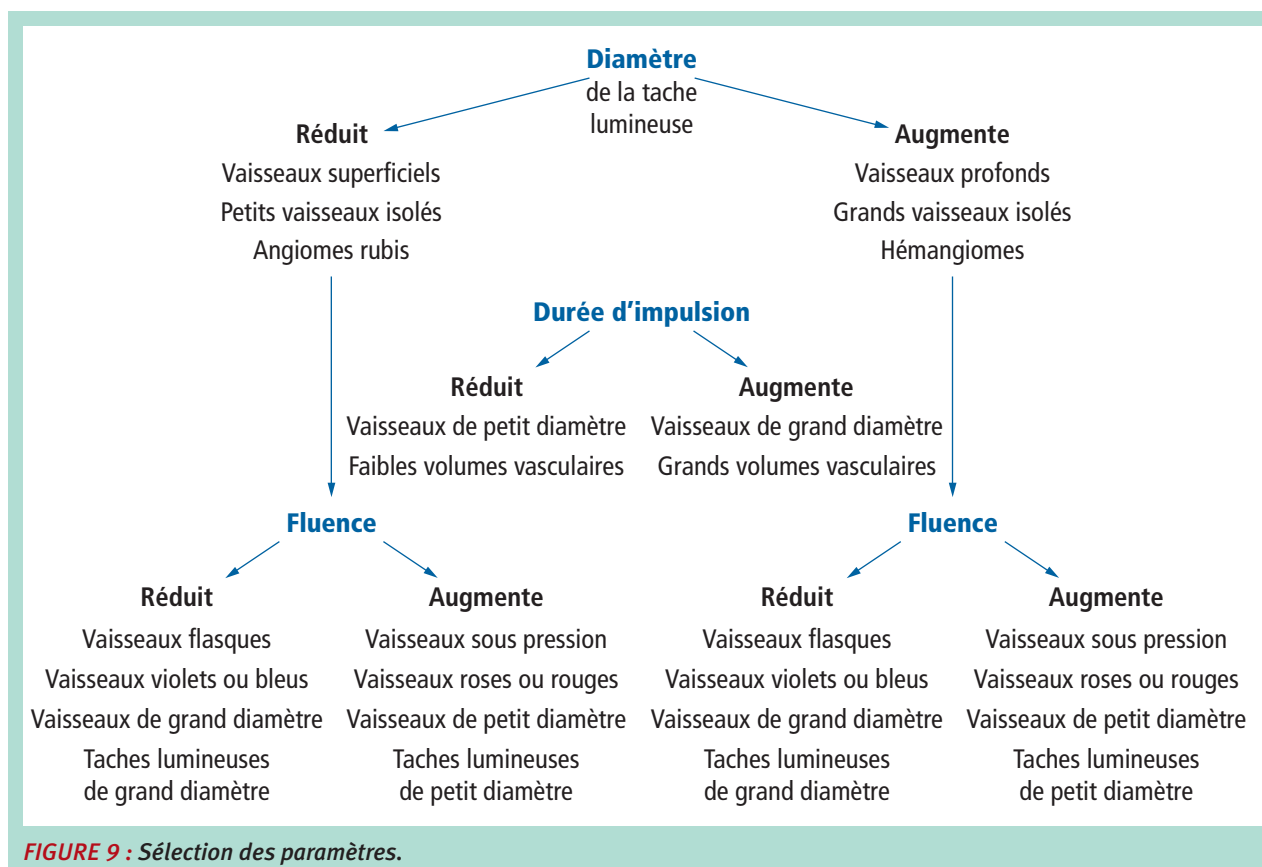 Diamètre
de la tache
lumineuse
Réduit
Vaisseaux superficiels
Petits vaisseaux isolés
Angiomes rubis
Augmente
Vaisseaux profonds
Grands vaisseaux isolés
Hémangiomes
Durée d’impulsion
Réduit
Vaisseaux de petit diamètre
Faibles volumes vasculaires
Augmente
Vaisseaux de grand diamètre
Grands volumes vasculaires
Fluence
Réduit
Vaisseaux flasques
Vaisseaux violets ou bleus
Vaisseaux de grand diamètre
Taches lumineuses
de grand diamètre
Augmente
Vaisseaux sous pression
Vaisseaux roses ou rouges
Vaisseaux de petit diamètre
Taches lumineuses
de petit diamètre
Fluence
Réduit
Vaisseaux flasques
Vaisseaux violets ou bleus
Vaisseaux de grand diamètre
Taches lumineuses
de grand diamètre
Augmente
Vaisseaux sous pression
Vaisseaux roses ou rouges
Vaisseaux de petit diamètre
Taches lumineuses
de petit diamètre
FIGURE 9 : Sélection des paramètres.